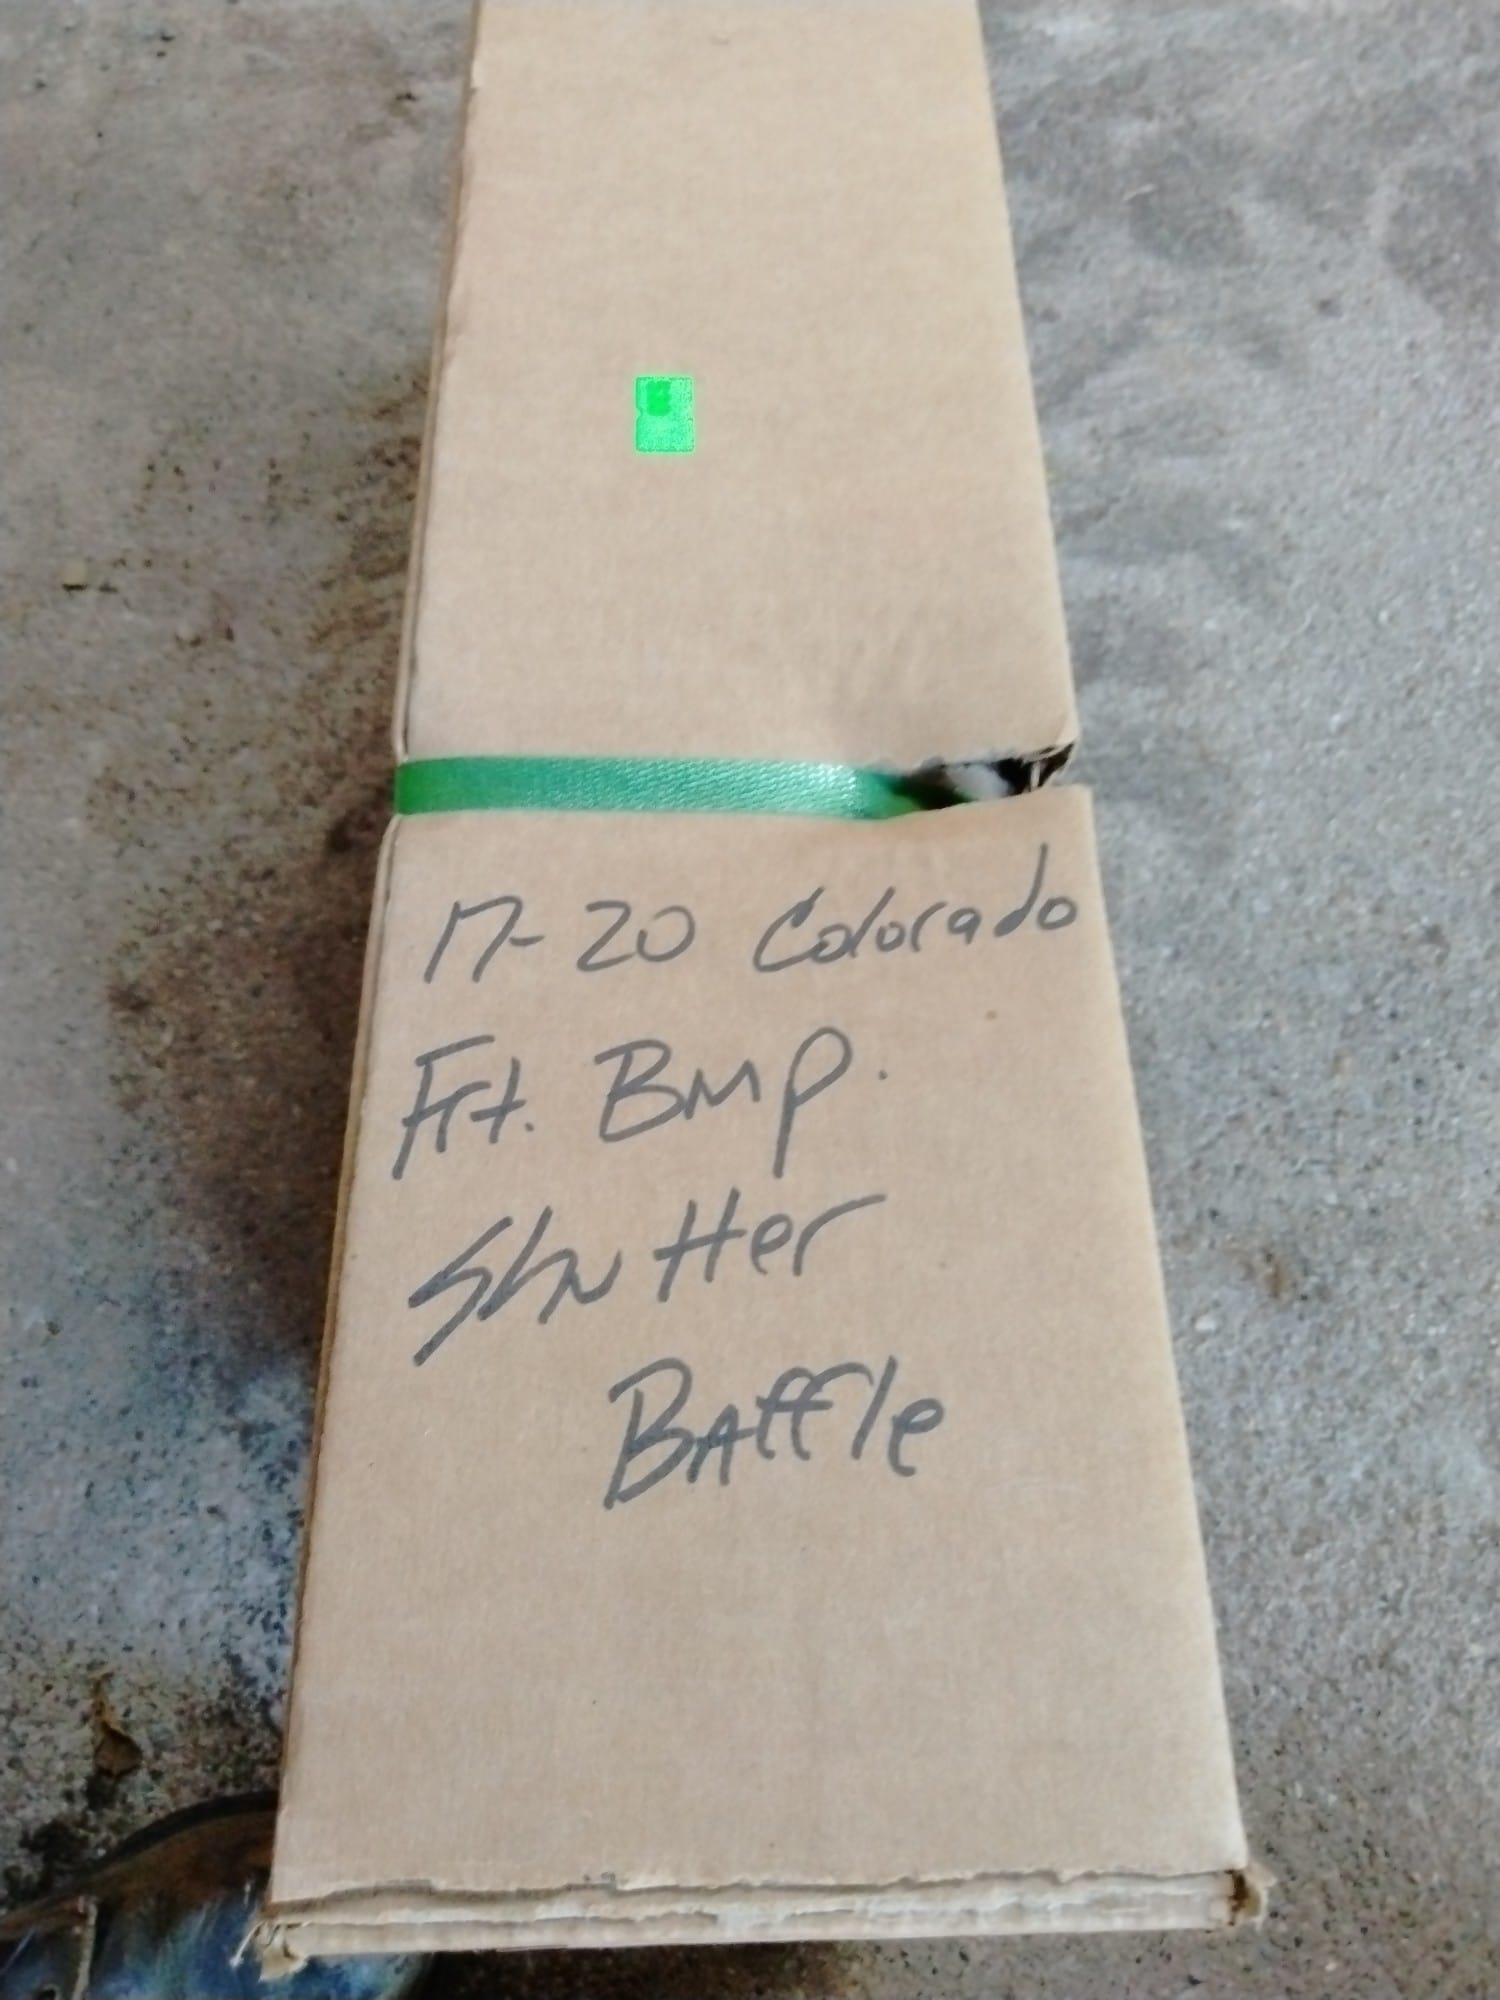 17-20 Colorado
Frt. Bmp.
Shutter
Baffle